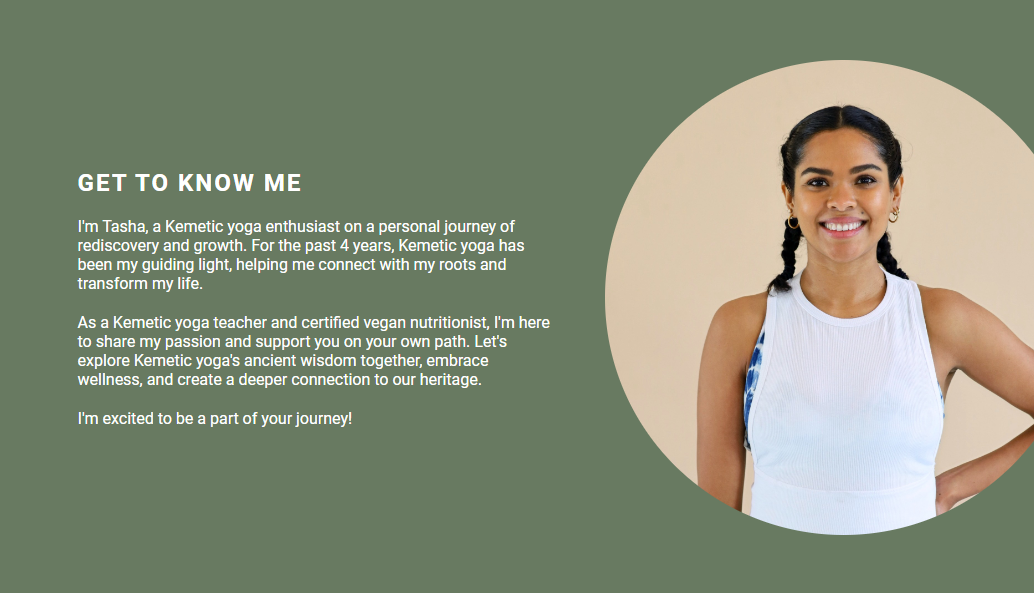 GET TO KNOW ME
I'm Tasha, a Kemetic yoga enthusiast on a personal journey of
rediscovery and growth. For the past 4 years, Kemetic yoga has
been my guiding light, helping me connect with my roots and
transform my life.
As a Kemetic yoga teacher and certified vegan nutritionist, I'm here
to share my passion and support you on your own path. Let's
explore Kemetic yoga's ancient wisdom together, embrace
wellness, and create a deeper connection to our heritage.
I'm excited to be a part of your journey!